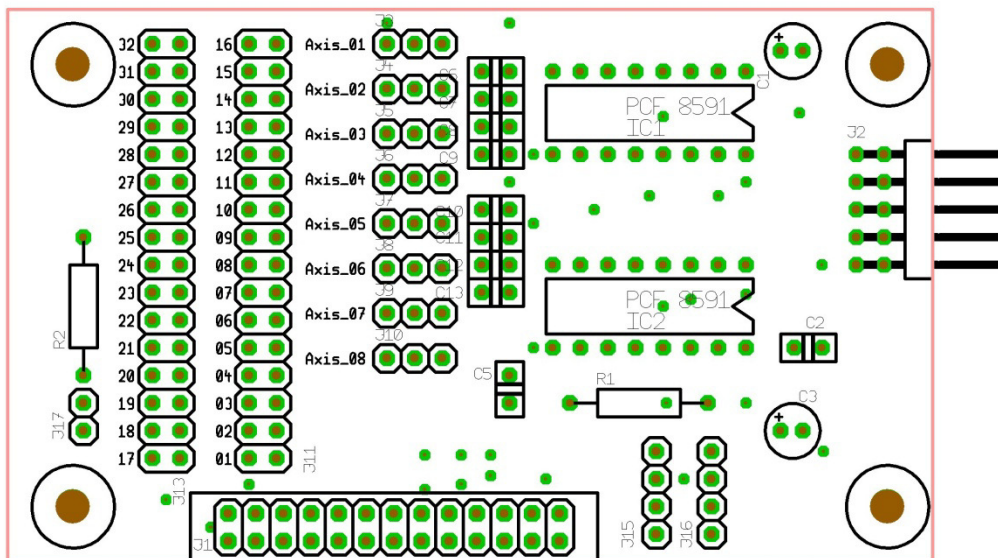 J3
32
16
Axis_01
+
31
15
J4
C6
C1
30
14
Axis_02
C7
PCF 8591
IC1
29
13
J5
Axis_03
C8
28
12
J6
C9
J2
27
11
Axis_04
26
10
J7
C10
25
09
Axis_05
C11
24
08
J8
Axis_06
C12
23
07
J9
C13
PCF 8591
IC2
22
06
Axis_07
R2
21
05
J10
Axis_08
C2
20
04
C5
R1
19
03
C3
J17
18
02
+
17
01
J11
J13
J1
J15
J16